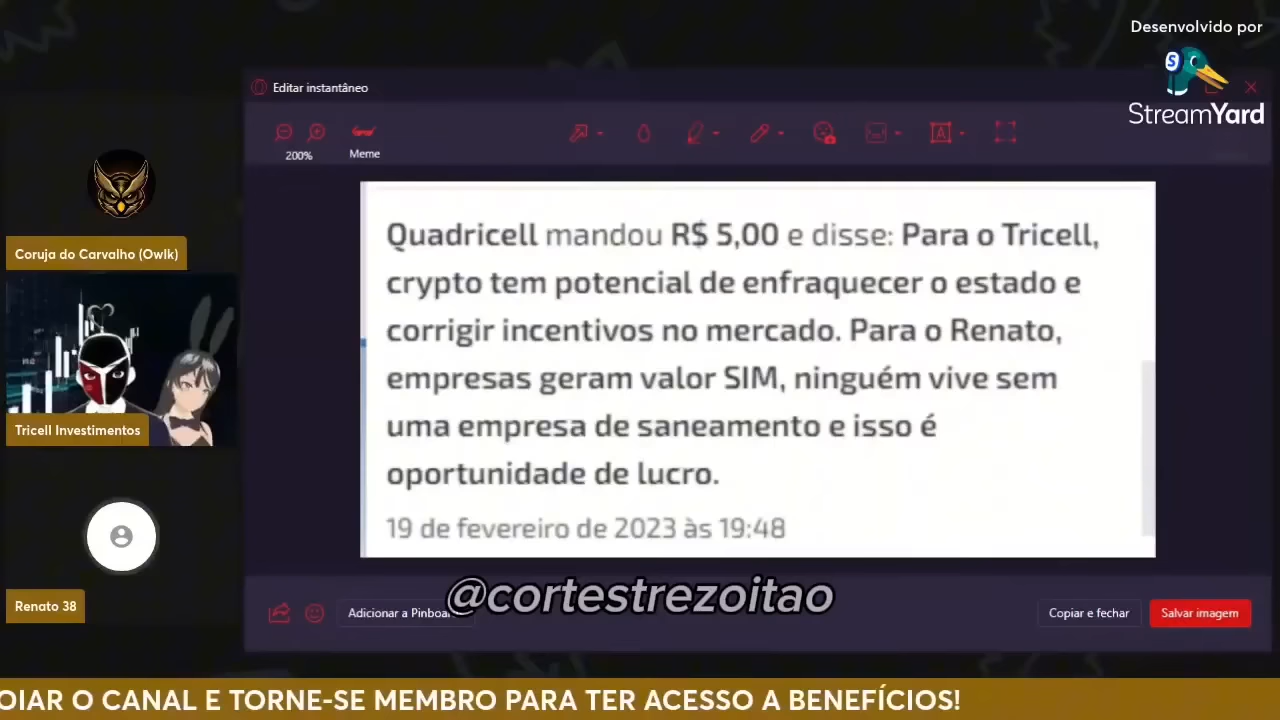 Desenvolvido por
StreamYard
Editar instantâneo
200%
Meme
Coruja do Carvalho (Owlk)
Tricell Investimentos
Renato 38
Quadricell mandou R$ 5,00 e disse: Para o Tricell,
crypto tem potencial de enfraquecer o estado e
corrigir incentivos no mercado. Para o Renato,
empresas geram valor SIM, ninguém vive sem
uma empresa de saneamento e isso é
oportunidade de lucro.
19 de fevereiro de 2023 às 19:48
@cortestrezoitao
Adicionar a
Copiar e fechar
Salvar imagem
OIAR O CANAL E TORNE-SE MEMBRO PARA TER ACESSO A BENEFÍCIOS!